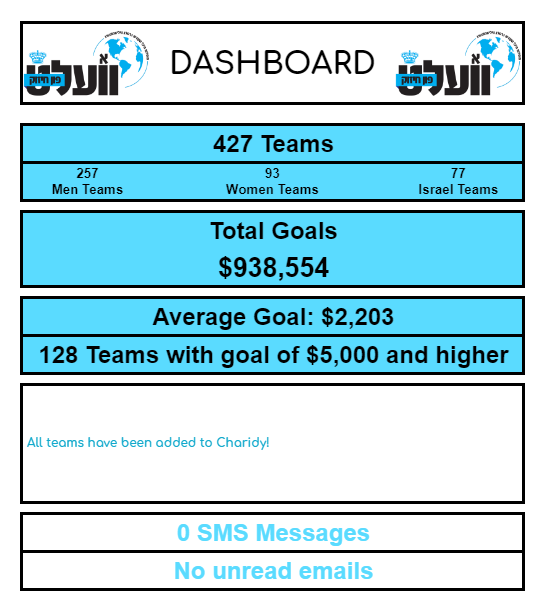 א וועלט
פון חיזוק
DASHBOARD
א וועלט
פון חיזוק
427 Teams
257 93 77
Men Teams Women Teams Israel Teams
Total Goals
$938,554
Average Goal: $2,203
128 Teams with goal of $5,000 and higher
All teams have been added to Charidy!
0 SMS Messages
No unread emails